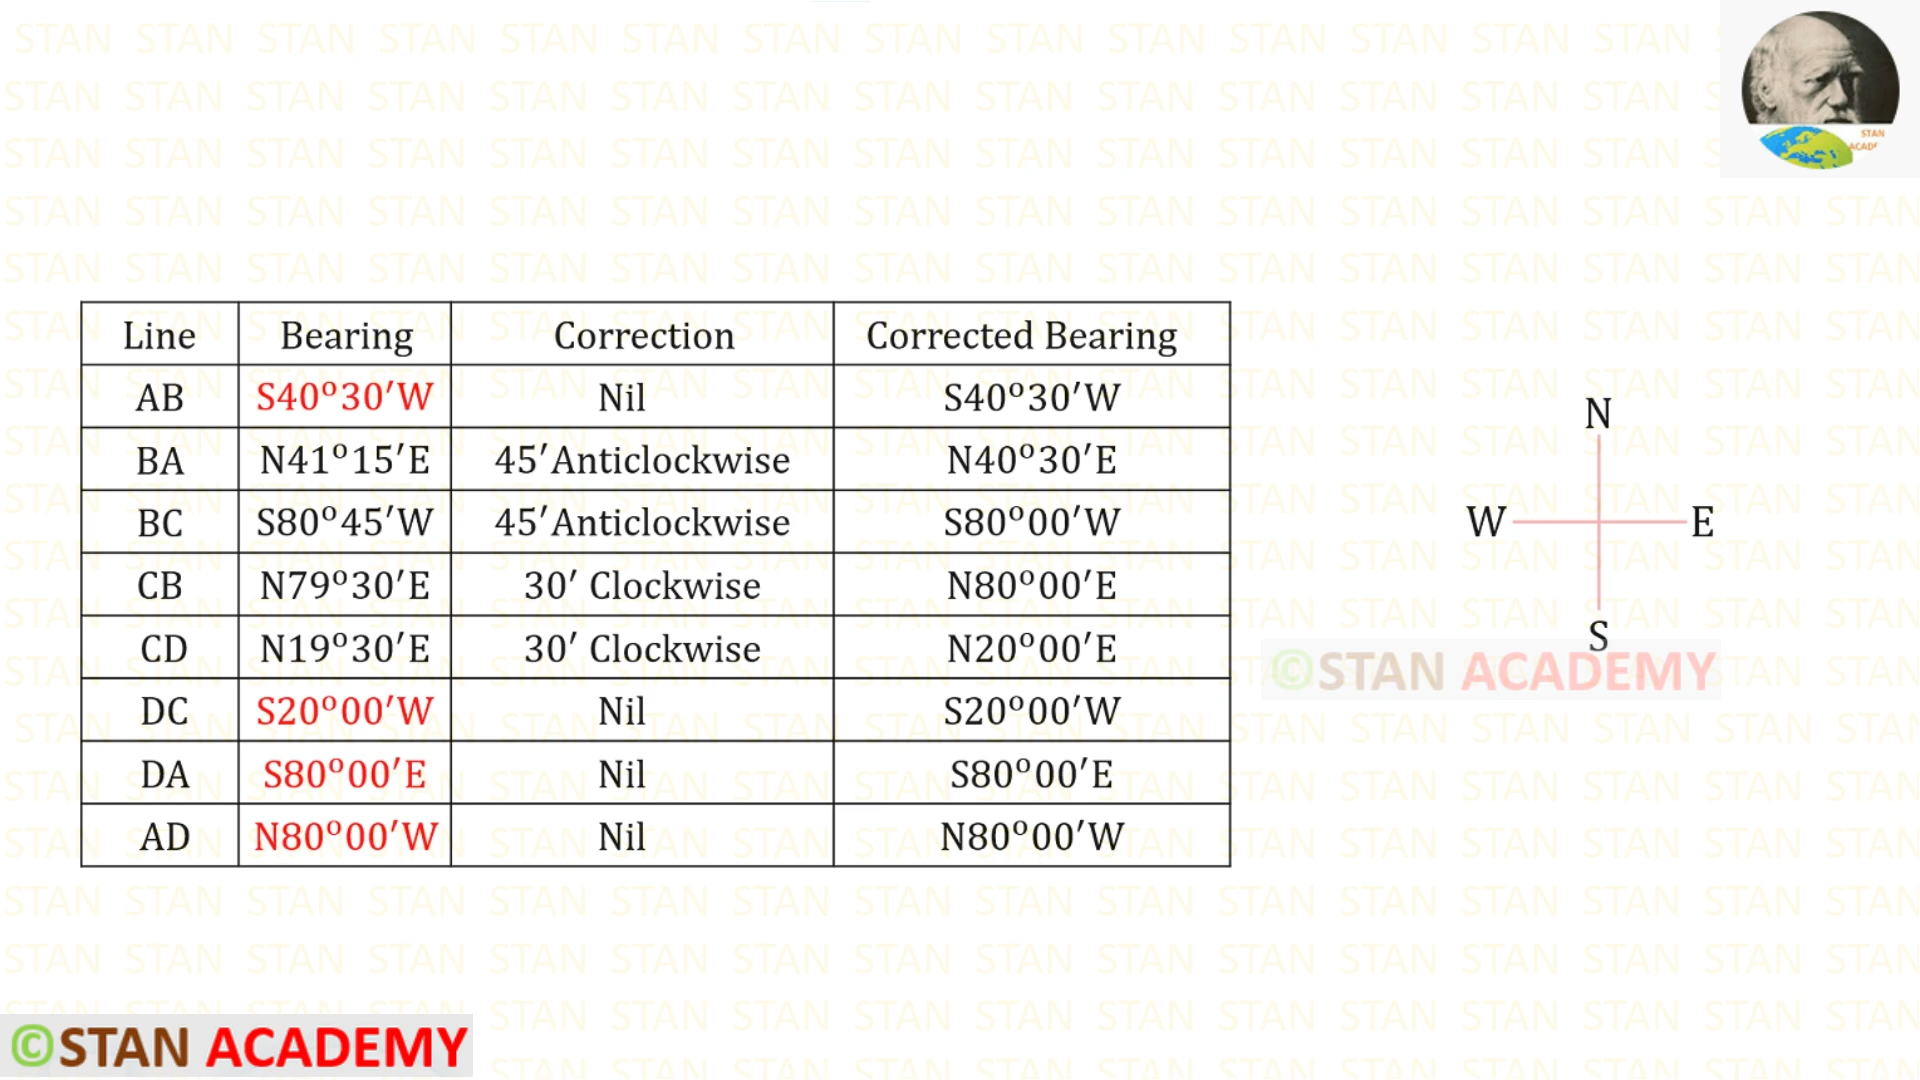 STAN ACADEMY
Line Bearing Correction Corrected Bearing
AB S40°30′W Nil S40°30′W
BA N41°15′E 45′Anticlockwise N40°30′E
BC S80°45′W 45′Anticlockwise S80°00′W
CB N79°30′E 30′ Clockwise N80°00′E
CD N19°30′E 30′ Clockwise N20°00′E
DC S20°00′W Nil S20°00′W
DA S80°00′E Nil S80°00′E
AD N80°00′W Nil N80°00′W
N
W E
S
©STAN ACADEMY
©STAN ACADEMY